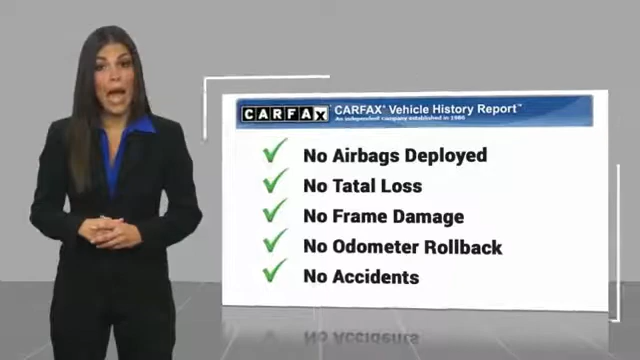 CARFAX CARFAX® Vehicle History Report™
An independent company established in 1986
No Airbags Deployed
No Tatal Loss
No Frame Damage
No Odometer Rollback
No Accidents